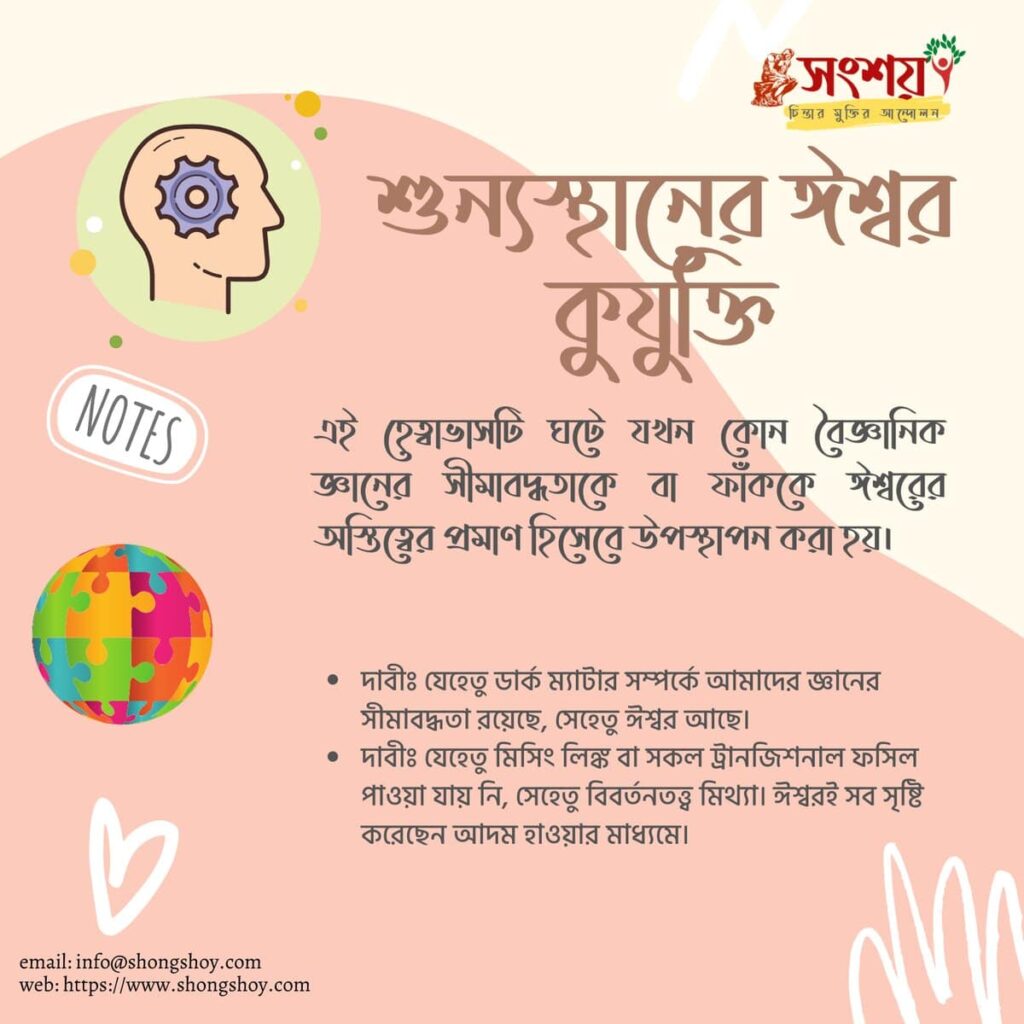 সংশয়
চিন্তার মুক্তির আন্দোলন
শুন্যস্থানের ঈশ্বর
কুযুক্তি
NOTES
এই হেত্বাভাসটি ঘটে যখন কোন বৈজ্ঞানিক
জ্ঞানের সীমাবদ্ধতাকে বা ফাঁককে ঈশ্বরের
অস্তিত্বের প্রমাণ হিসেবে উপস্থাপন করা হয়।
• দাবীঃ যেহেতু ডার্ক ম্যাটার সম্পর্কে আমাদের জ্ঞানের
সীমাবদ্ধতা রয়েছে, সেহেতু ঈশ্বর আছে।
• দাবীঃ যেহেতু মিসিং লিঙ্ক বা সকল ট্রানজিশনাল ফসিল
পাওয়া যায় নি, সেহেতু বিবর্তনতত্ত্ব মিথ্যা। ঈশ্বরই সব সৃষ্টি
করেছেন আদম হাওয়ার মাধ্যমে।
email: info@shongshoy.com
web: https://www.shongshoy.com